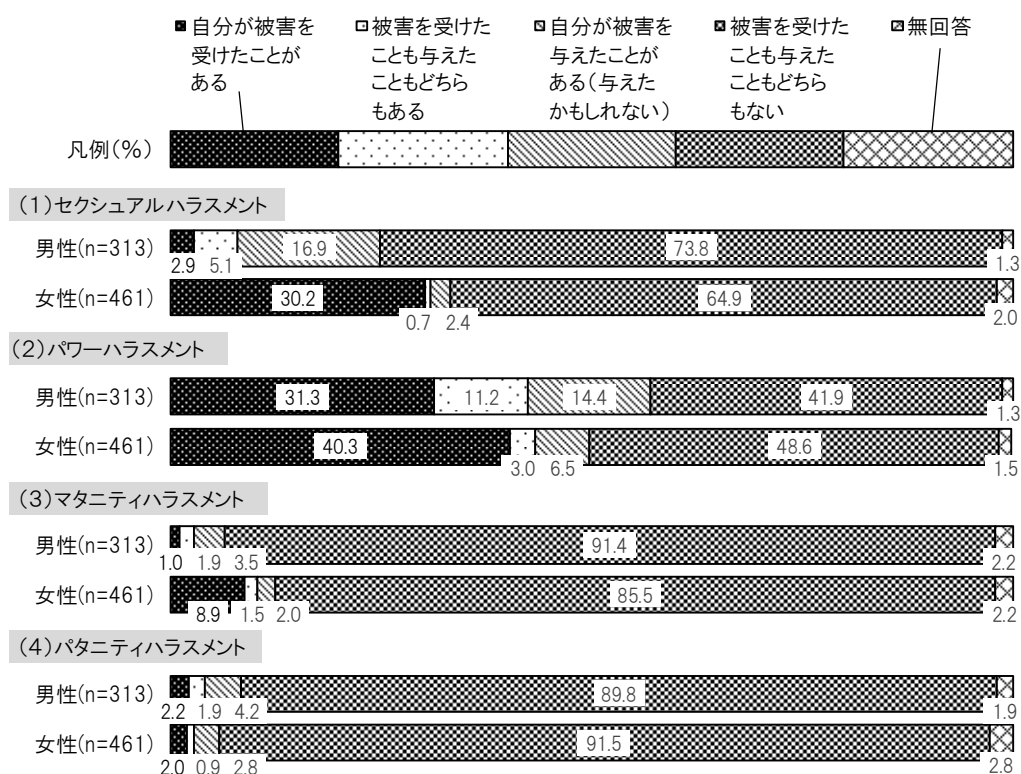 自分が被害を
受けたことが
ある
被害を受けた
ことも与えた
こともどちら
もある
自分が被害を
与えたことが
ある(与えた
かもしれない)
被害を受けた
ことも与えた
こともどちら
もない
無回答
凡例(%)
(1)セクシュアルハラスメント
男性(n=313)
2.9 5.1 16.9 73.8 1.3
女性(n=461)
30.2 0.7 2.4 64.9 2.0
(2)パワーハラスメント
男性(n=313)
31.3 11.2 14.4 41.9 1.3
女性(n=461)
40.3 3.0 6.5 48.6 1.5
(3)マタニティハラスメント
男性(n=313)
1.0 1.9 3.5 91.4 2.2
女性(n=461)
8.9 1.5 2.0 85.5 2.2
(4)パタニティハラスメント
男性(n=313)
2.2 1.9 4.2 89.8 1.9
女性(n=461)
2.0 0.9 2.8 91.5 2.8